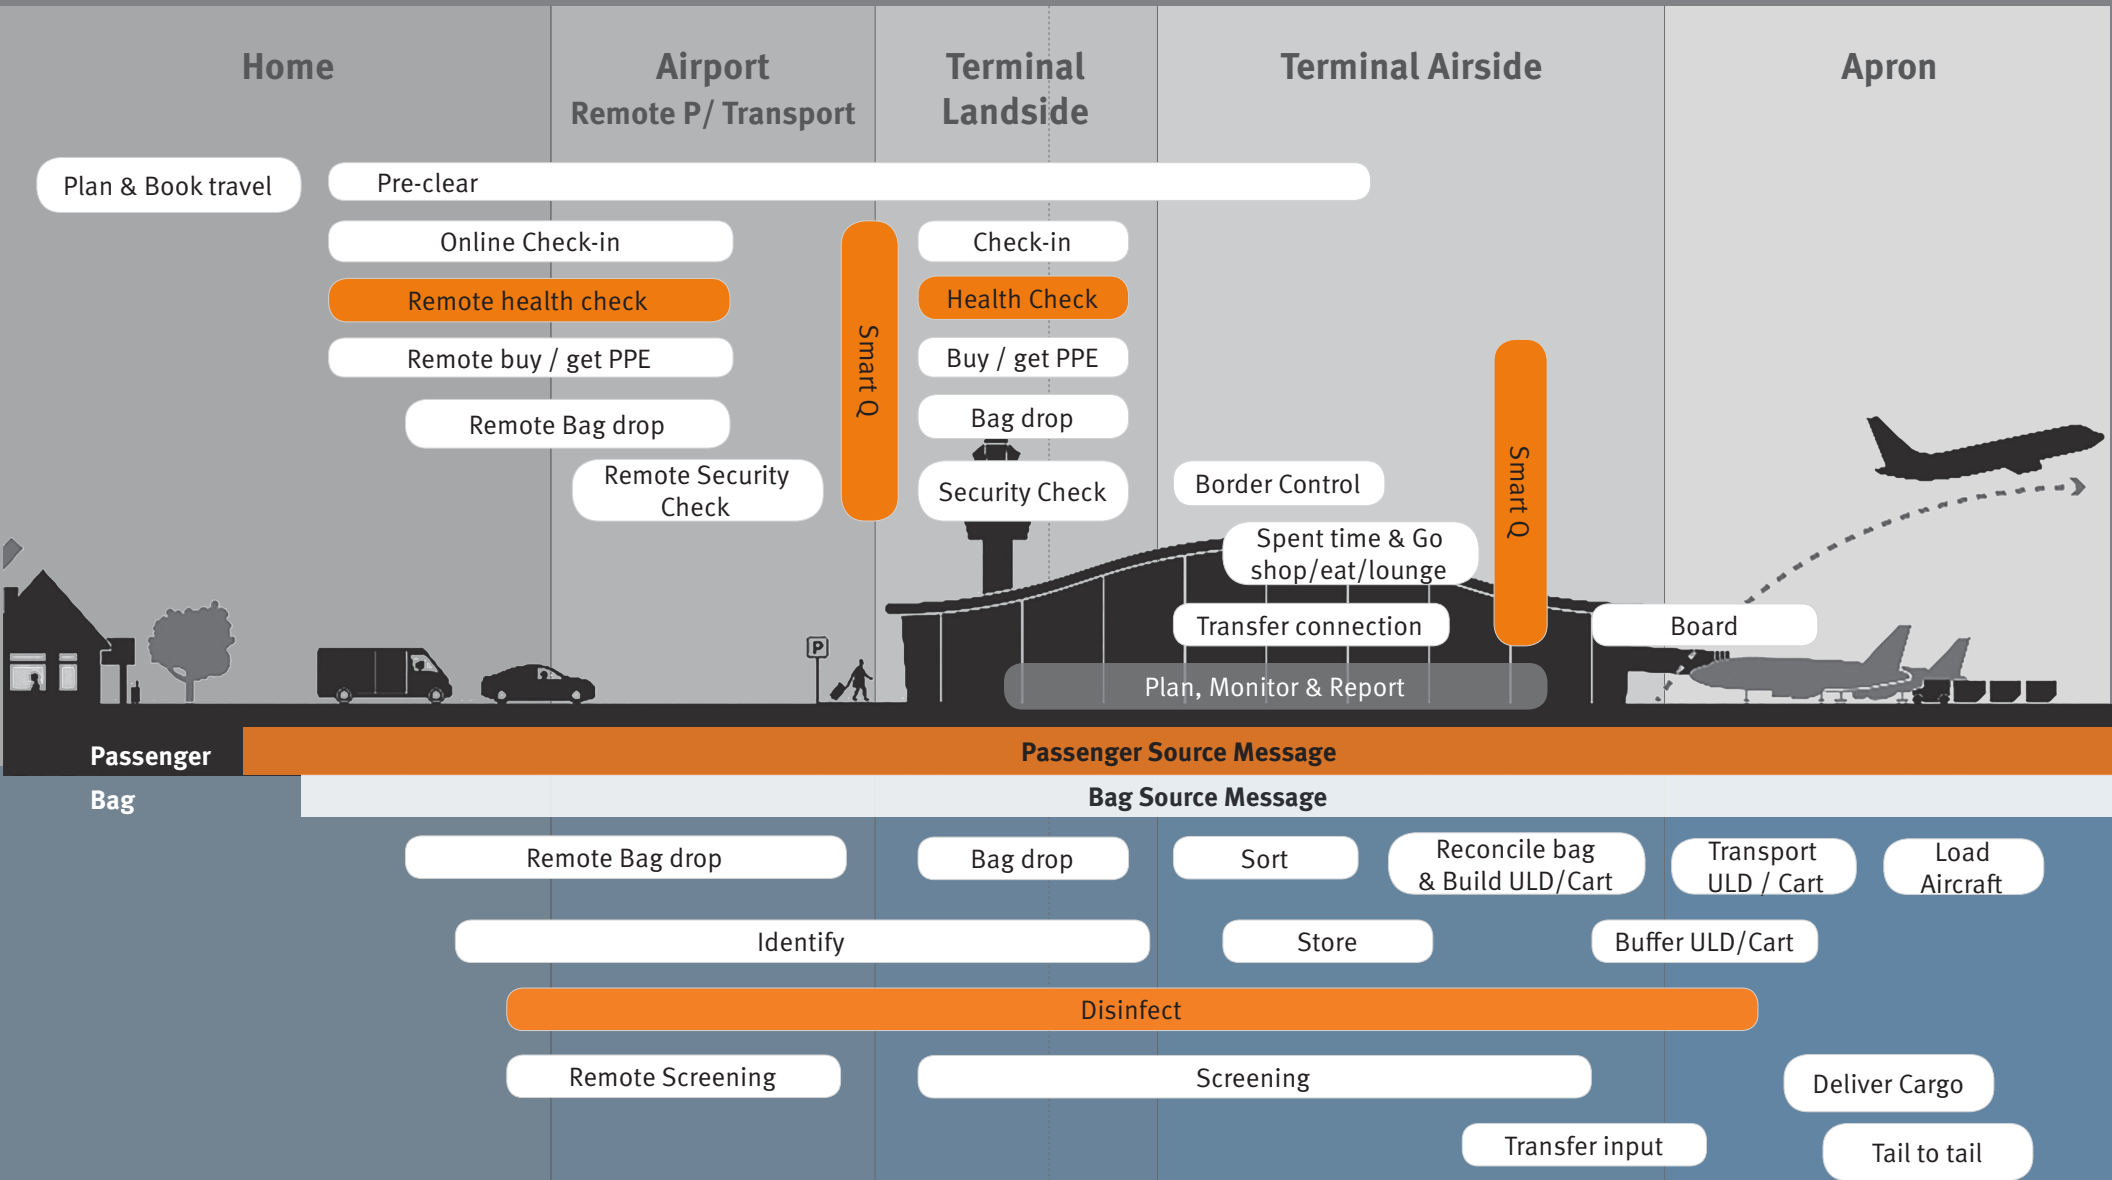 Home
Airport
Remote P/ Transport
Terminal
Landside
Terminal Airside
Apron
Plan & Book travel
Pre-clear
Online Check-in
Check-in
Remote health check
Health Check
Smart Q
Remote buy / get PPE
Buy / get PPE
Remote Bag drop
Bag drop
Remote Security
Check
Security Check
Border Control
Smart Q
Spent time & Go
shop/eat/lounge
Transfer connection
Board
P
Plan, Monitor & Report
Passenger
Passenger Source Message
Bag
Bag Source Message
Remote Bag drop
Bag drop
Sort
Reconcile bag
& Build ULD/Cart
Transport
ULD / Cart
Load
Aircraft
Identify
Store
Buffer ULD/Cart
Disinfect
Remote Screening
Screening
Deliver Cargo
Transfer input
Tail to tail